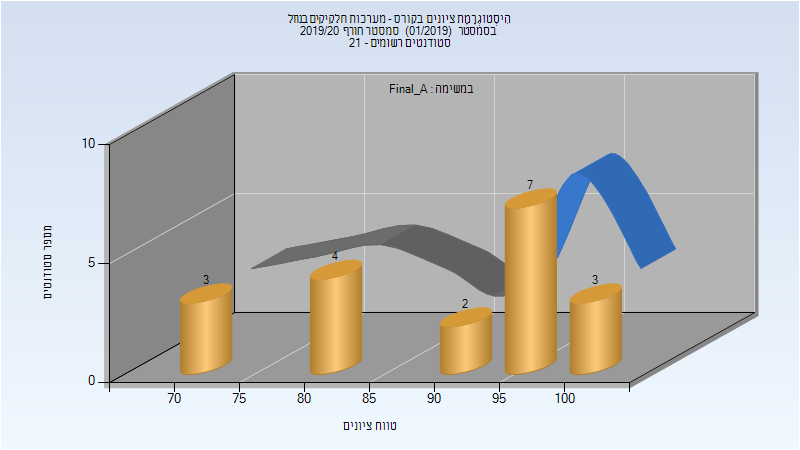 היסטוגרמת ציונים בקורס - מערכות חלקיקים בנוזל
בסמסטר (01/2019) סמסטר חורף 2019/20
סטודנטים רשומים - 21
במשימה : Final_A
מספר סטודנטים
10
5
0
3
4
2
7
3
70 75 80 85 90 95 100
טווח ציונים